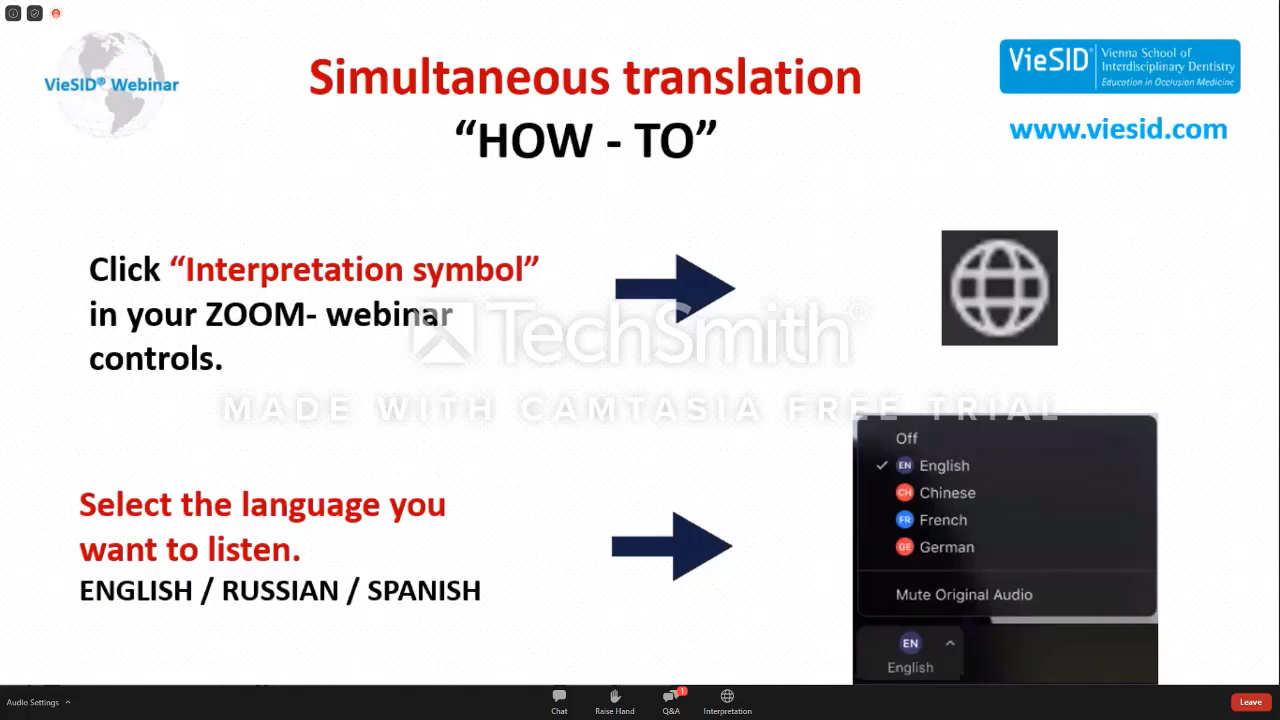 VieSID® Webinar
Simultaneous translation
“HOW - TO”
VieSID®
Vienna School of
Interdisciplinary Dentistry
Education in Occlusion Medicine
www.viesid.com
Click “Interpretation symbol”
in your ZOOM- webinar
controls.
TechSmith®
MADE WITH CAMTASIA FREE TRIAL
Select the language you
want to listen.
ENGLISH / RUSSIAN / SPANISH
Off
EN English
CH Chinese
FR French
GE German
Mute Original Audio
EN
English
Audio Settings
Chat
Raise Hand
1
Q&A
Interpretation
Leave